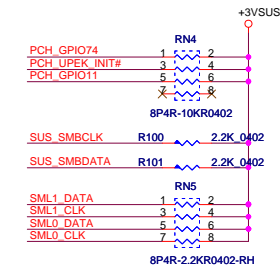 +3VSUS
RN4
PCH_GPIO74 1 2
PCH_UPEK_INIT# 3 4
PCH_GPIO11 5 6
7 8
8P4R-10KR0402
SUS_SMBCLK R100 2.2K_0402
SUS_SMBDATA R101 2.2K_0402
RN5
SML1_DATA 1 2
SML1_CLK 3 4
SML0_DATA 5 6
SML0_CLK 7 8
8P4R-2.2KR0402-RH